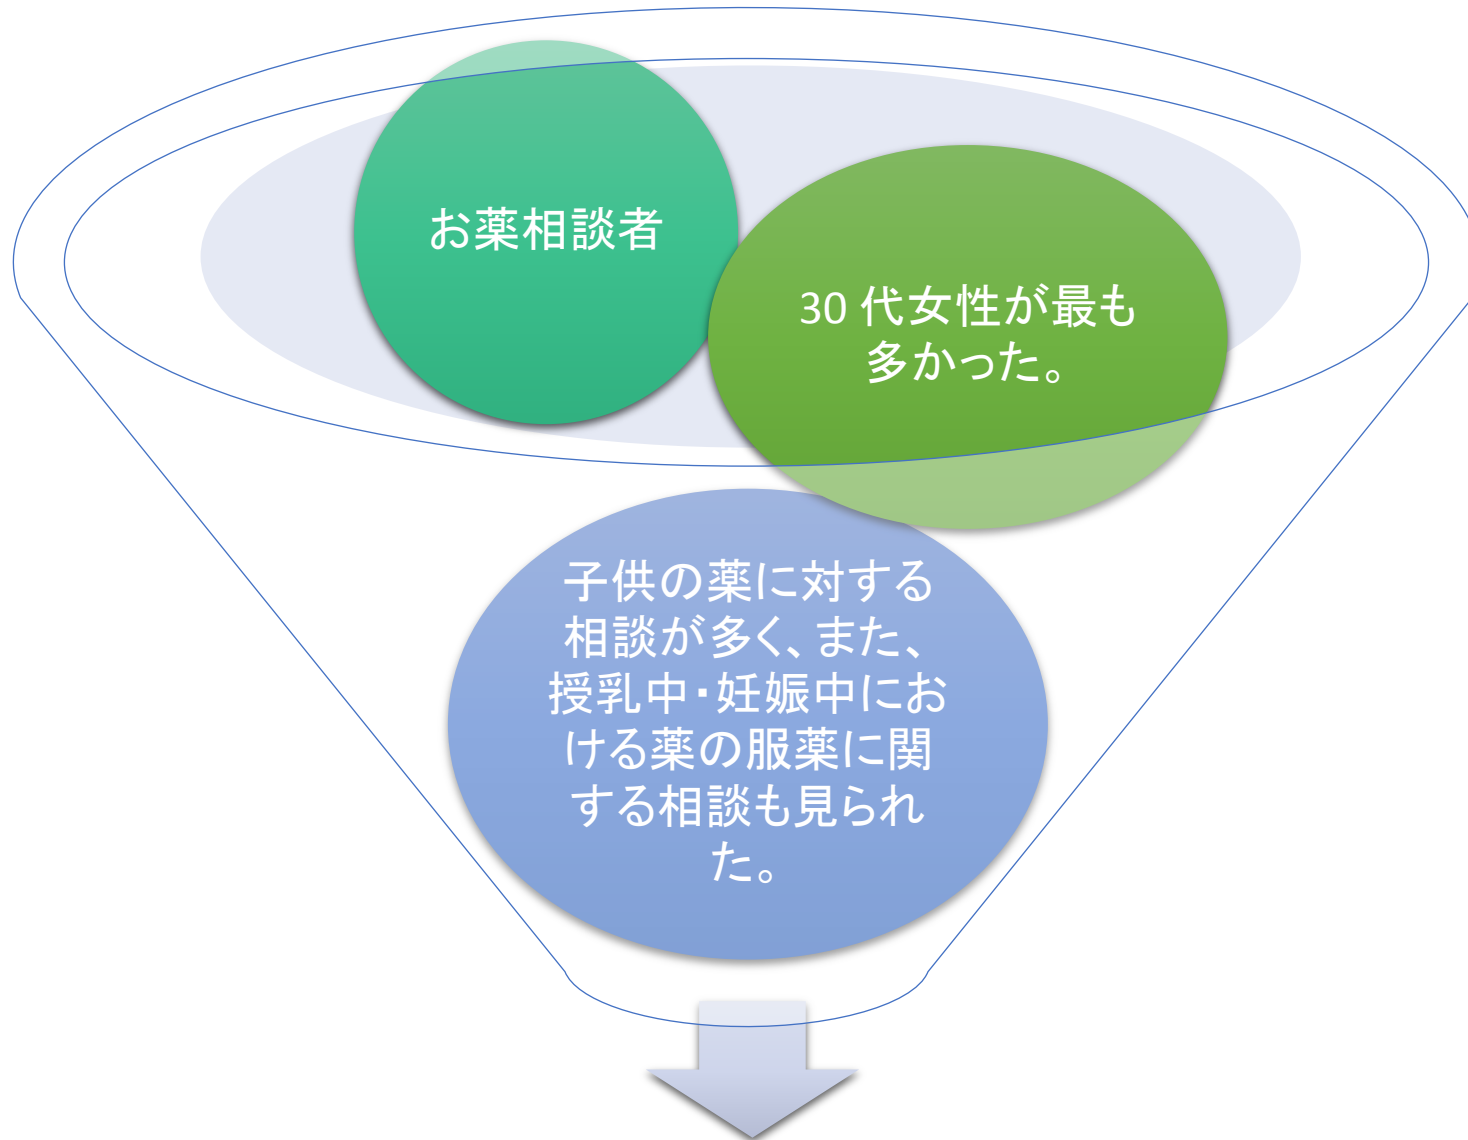 お薬相談者
30 代女性が最も
多かった。
子供の薬に対する
相談が多く、また、
授乳中・妊娠中にお
ける薬の服薬に関
する相談も見られ
た。